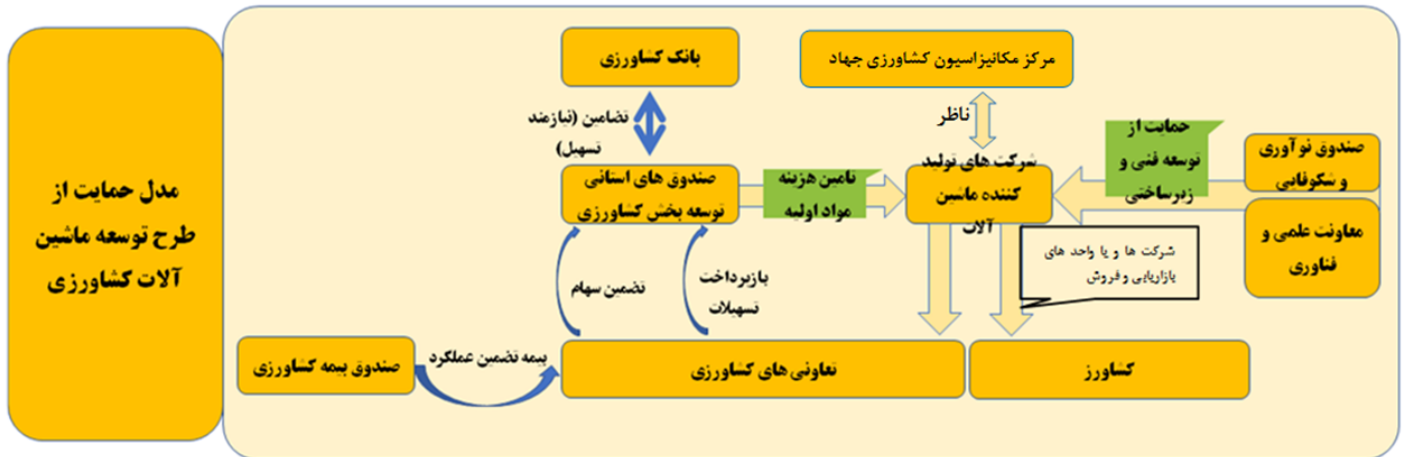 مدل حمایت از
طرح توسعه ماشین
آلات کشاورزی
بانک کشاورزی
مرکز مکانیزاسیون کشاورزی جهاد
تضامین (نیازمند
تسهیل)
ناظر
حمایت از
توسعه فنی و
زیرساختی
صندوق نوآوری
و شکوفایی
معاونت علمی و
فناوری
صندوق های استانی
توسعه بخش کشاورزی
تامین هزینه
مواد اولیه
شرکت های تولید
کننده ماشین
آلات
شرکت ها و یا واحد های
بازاریابی و فروش
تضمین سهام
بازپرداخت
تسهیلات
صندوق بیمه کشاورزی
بیمه تضمین عملکرد
تعاونی های کشاورزی
کشاورز